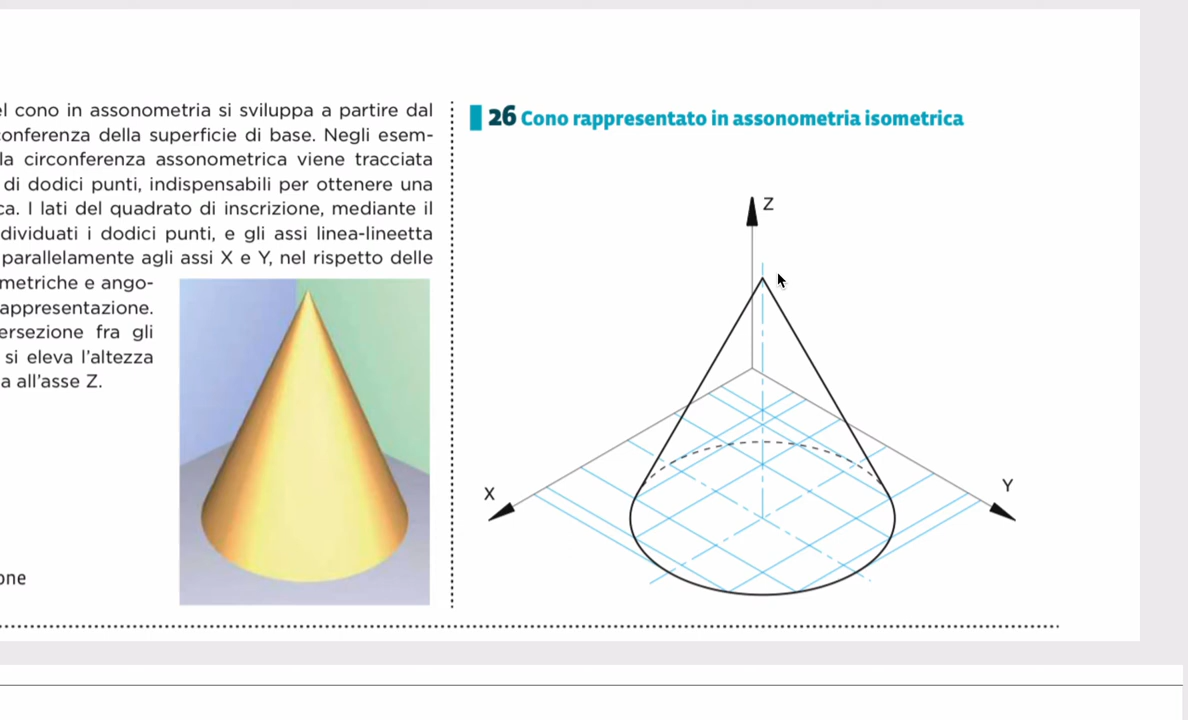 el cono in assonometria si sviluppa a partire dal
conferenza della superficie di base. Negli esem-
la circonferenza assonometrica viene tracciata
di dodici punti, indispensabili per ottenere una
ca. I lati del quadrato di inscrizione, mediante il
dividuati i dodici punti, e gli assi linea-lineetta
parallelamente agli assi X e Y, nel rispetto delle
metriche e ango-
appresentazione.
ersezione fra gli
si eleva l'altezza
a all'asse Z.
one
26 Cono rappresentato in assonometria isometrica
Z
X
Y